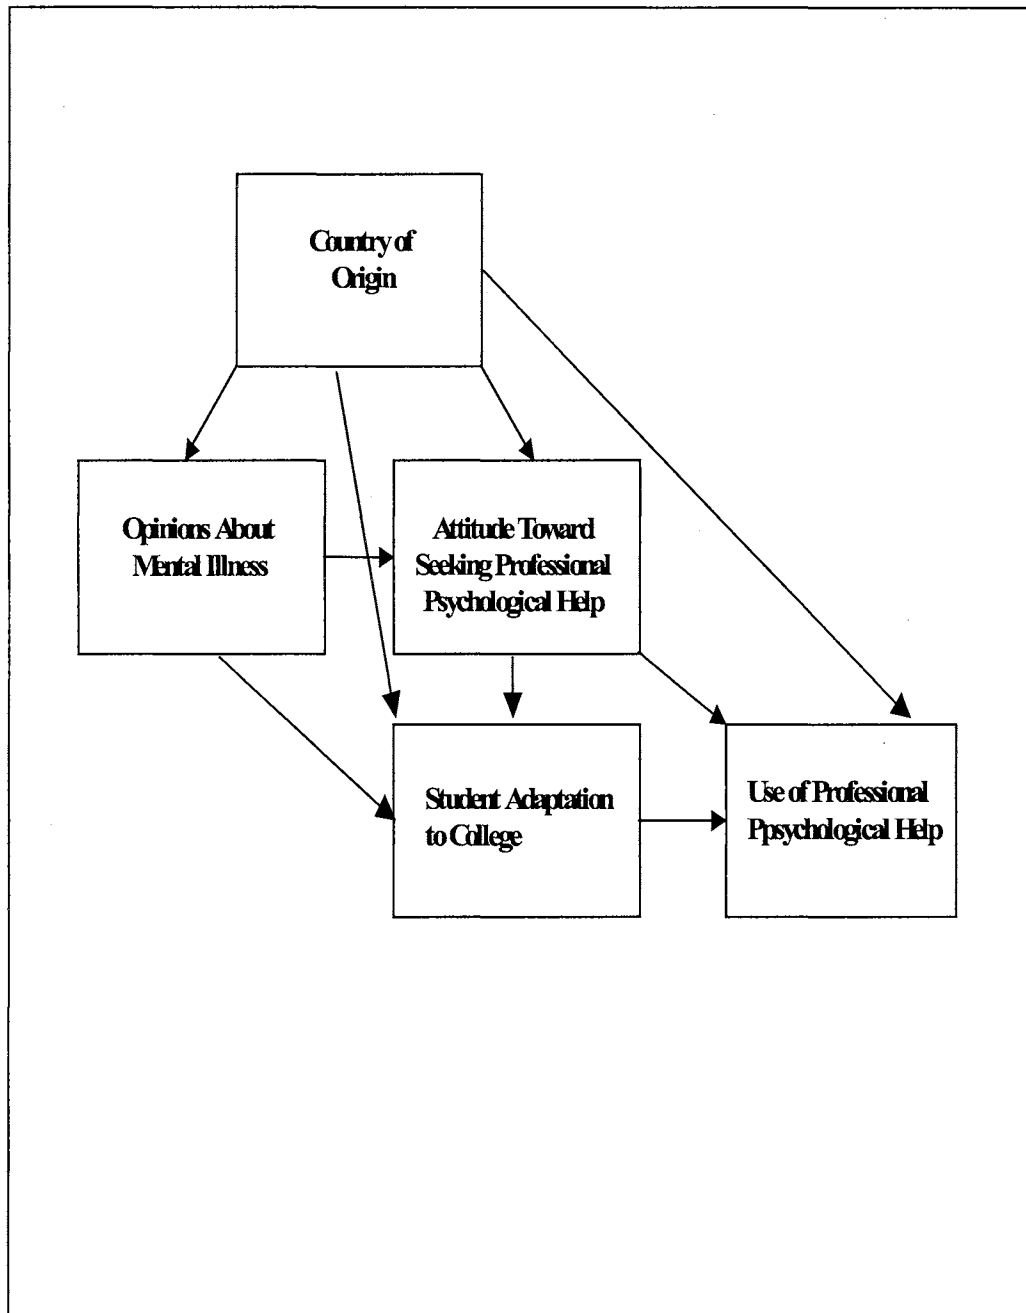 Country of
Origin
Opinions About
Mental Illness
Attitude Toward
Seeking Professional
Psychological Help
Student Adaptation
to College
Use of Professional
Ppsychological Help